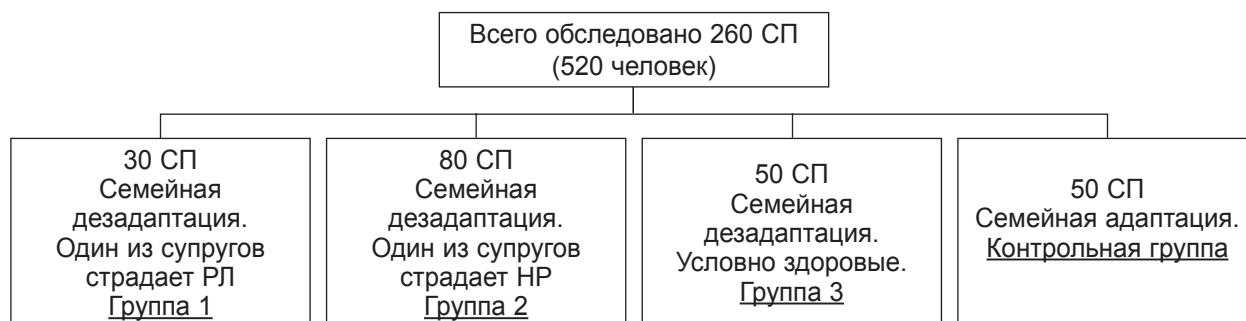 Всего обследовано 260 СП
(520 человек)
30 СП
Семейная
дезадаптация.
Один из супругов
страдает РЛ
Группа 1
80 СП
Семейная
дезадаптация.
Один из супругов
страдает НР
Группа 2
50 СП
Семейная
дезадаптация.
Условно здоровые.
Группа 3
50 СП
Семейная адаптация.
Контрольная группа